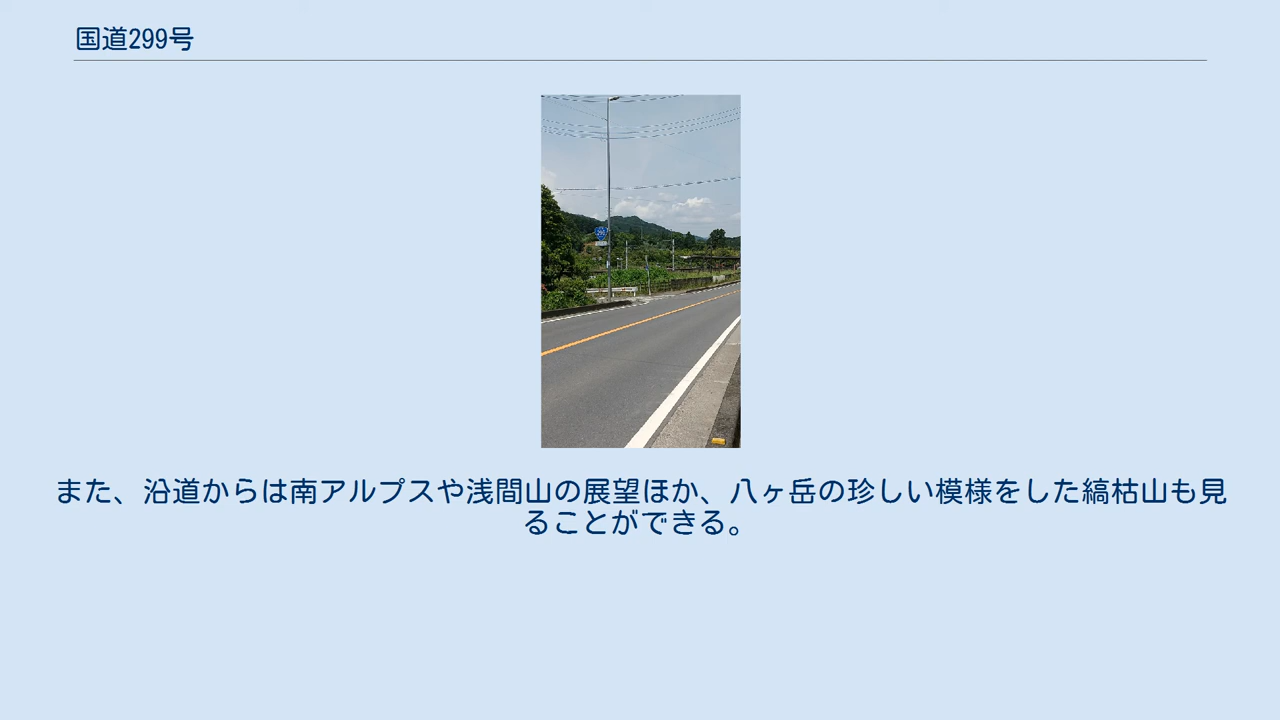 国道299号
299
また、沿道からは南アルプスや浅間山の展望ほか、八ヶ岳の珍しい模様をした縞枯山も見
ることができる。